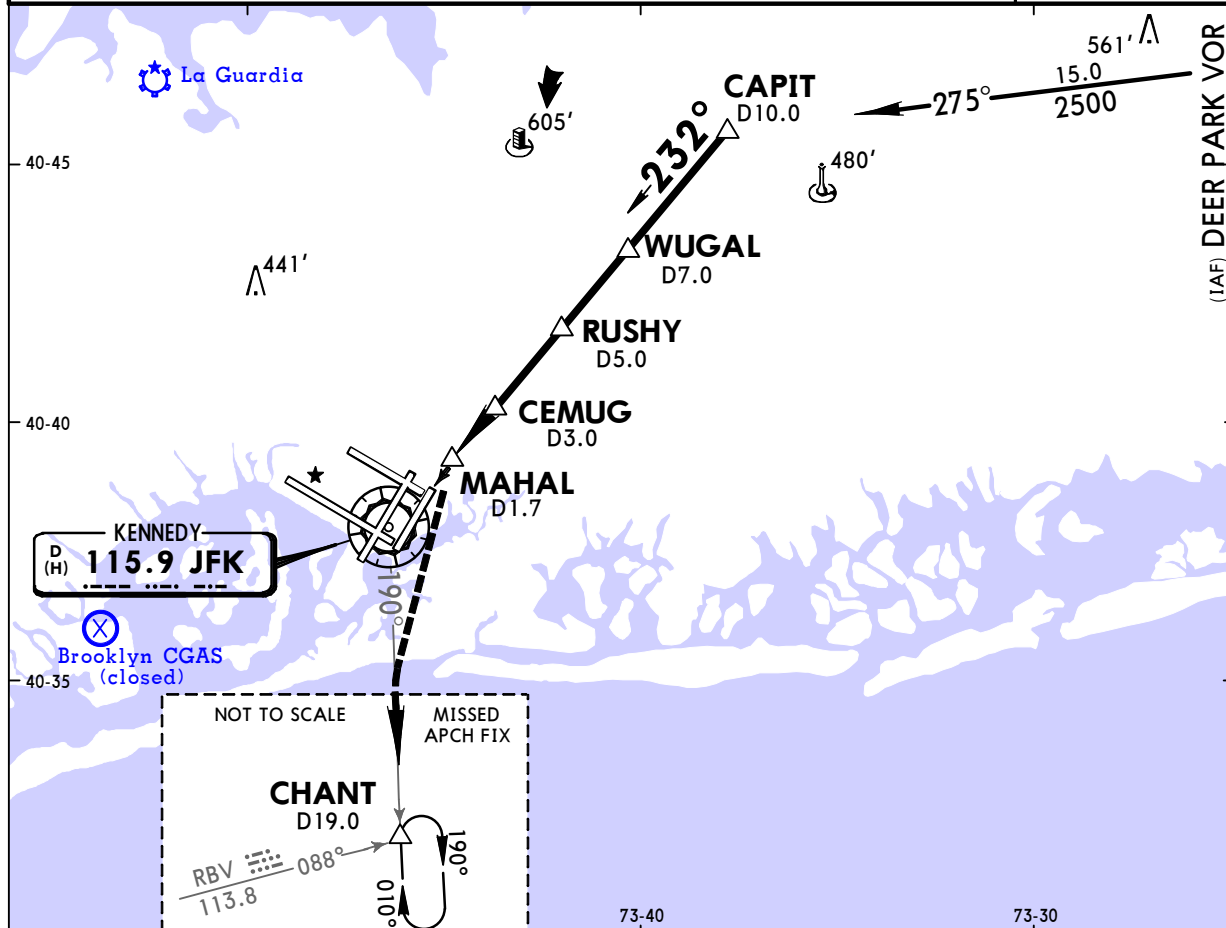 La Guardia
605'
CAPIT
D10.0
561'
15.0
275°
2500
(IAF) DEER PARK VOR
232°
480'
40-45
WUGAL
D7.0
441'
RUSHY
D5.0
40-40
CEMUG
D3.0
MAHAL
D1.7
KENNEDY
D
(H)
115.9 JFK
190°
Brooklyn CGAS
(closed)
40-35
NOT TO SCALE
MISSED
APCH FIX
CHANT
D19.0
RBV
088°
113.8
190°
010°
73-40
73-30